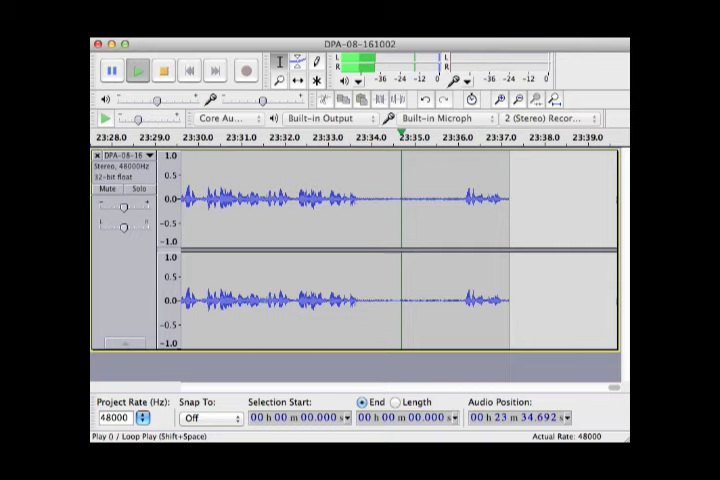 DPA-08-161002
L
R
-36 -24 -12 0
L
R
-36 -24 -12 0
- +
- +
Core Au...
Built-in Output
Built-in Microph
2 (Stereo) Recor...
23:28.0 23:29.0 23:30.0 23:31.0 23:32.0 23:33.0 23:34.0 23:35.0 23:36.0 23:37.0 23:38.0 23:39.0
DPA-08-16
Stereo, 48000Hz
32-bit float
Mute Solo
- +
L R
1.0
0.5-
0.0-
-0.5-
-1.0
1.0
0.5-
0.0-
-0.5-
-1.0
Project Rate (Hz): Snap To: Selection Start: End Length Audio Position:
48000 Off 00 h 00 m 00.000 s 00 h 00 m 00.000 s 00 h 23 m 34.692 s
Play () / Loop Play (Shift+Space) Actual Rate: 48000